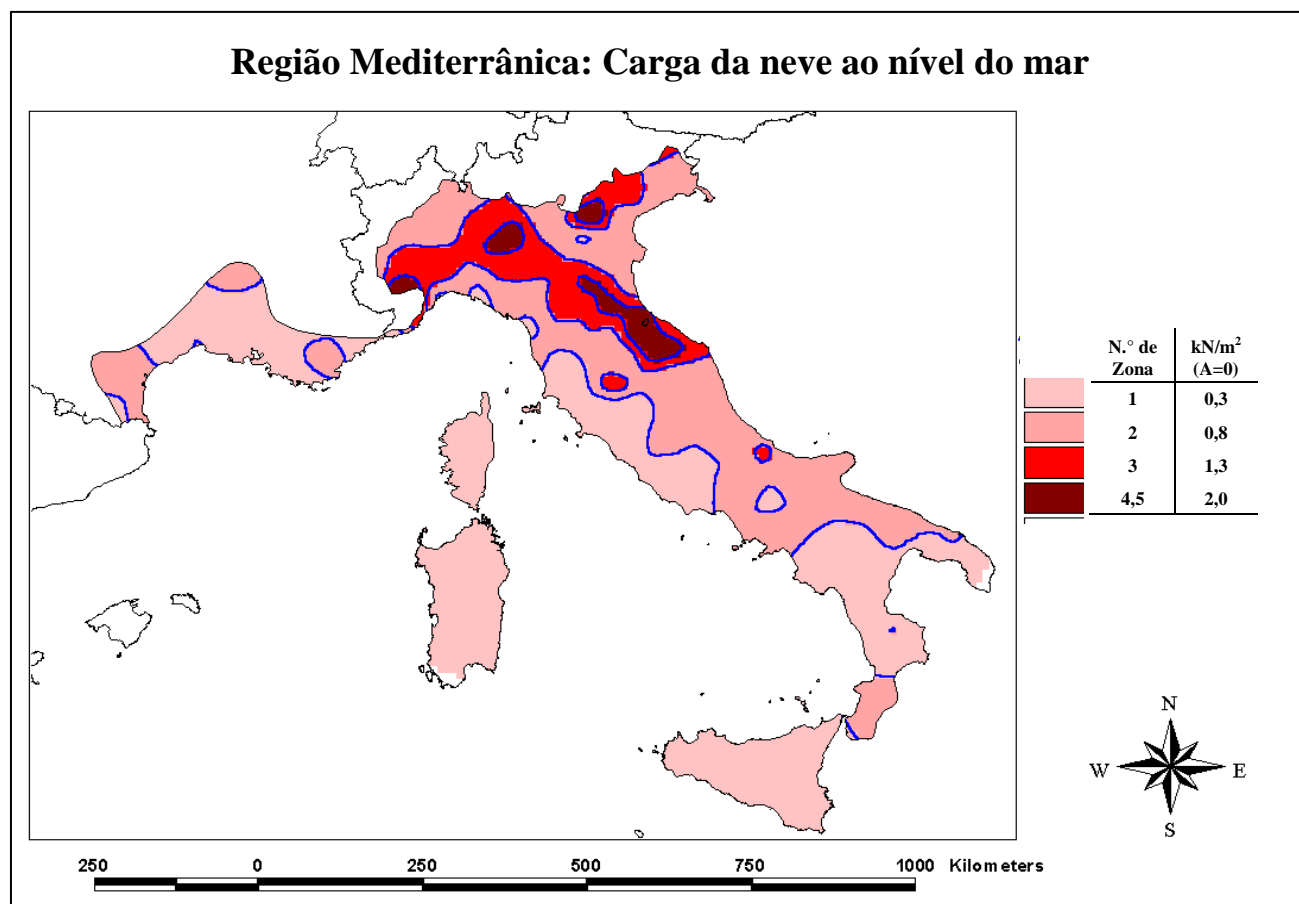 Região Mediterrânica: Carga da neve ao nível do mar
N.° de Zona kN/m² (A=0)
1 0,3
2 0,8
3 1,3
4,5 2,0
N
W E
S
250 0 250 500 750 1000 Kilometers